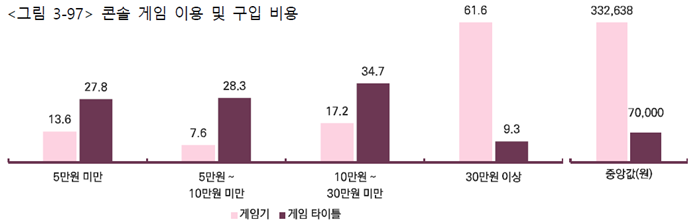 <그림 3-97> 콘솔 게임 이용 및 구입 비용
61.6
332,638
34.7
27.8
28.3
17.2
13.6
7.6
9.3
70,000
5만원 미만
5만원 ~
10만원 미만
10만원 ~
30만원 미만
30만원 이상
중앙값(원)
게임기 게임 타이틀